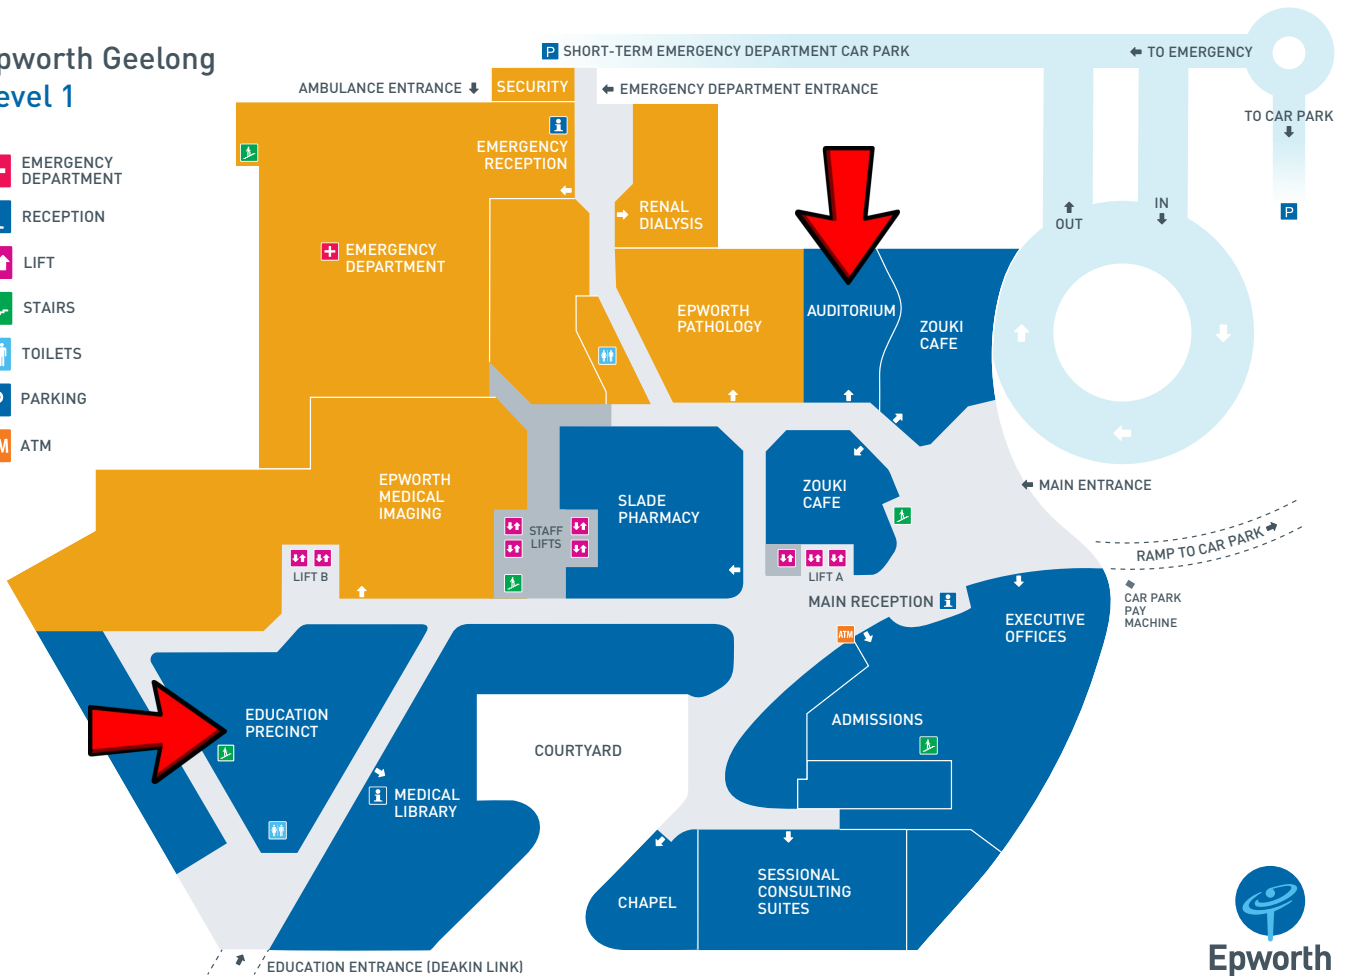 pworth Geelong
evel 1
EMERGENCY
DEPARTMENT
RECEPTION
LIFT
STAIRS
TOILETS
PARKING
M ATM
P SHORT-TERM EMERGENCY DEPARTMENT CAR PARK
TO EMERGENCY
AMBULANCE ENTRANCE
SECURITY
EMERGENCY DEPARTMENT ENTRANCE
TO CAR PARK
EMERGENCY
RECEPTION
RENAL
DIALYSIS
OUT
IN
P
EMERGENCY
DEPARTMENT
EPWORTH
PATHOLOGY
AUDITORIUM
ZOUKI
CAFE
EPWORTH
MEDICAL
IMAGING
SLADE
PHARMACY
ZOUKI
CAFE
MAIN ENTRANCE
STAFF
LIFTS
RAMP TO CAR PARK
LIFT B
LIFT A
MAIN RECEPTION
CAR PARK
PAY
MACHINE
ATM
EXECUTIVE
OFFICES
EDUCATION
PRECINCT
ADMISSIONS
COURTYARD
MEDICAL
LIBRARY
CHAPEL
SESSIONAL
CONSULTING
SUITES
EDUCATION ENTRANCE (DEAKIN LINK)
Epworth